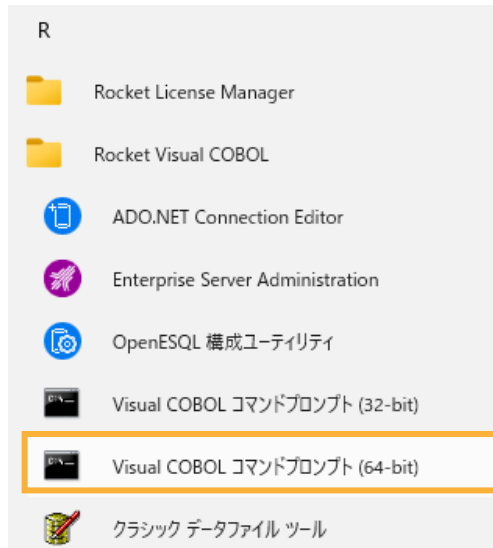 R
Rocket License Manager
Rocket Visual COBOL
ADO.NET Connection Editor
Enterprise Server Administration
OpenESQL 構成ユーティリティ
Visual COBOL コマンドプロンプト (32-bit)
Visual COBOL コマンドプロンプト (64-bit)
クラシック データファイル ツール